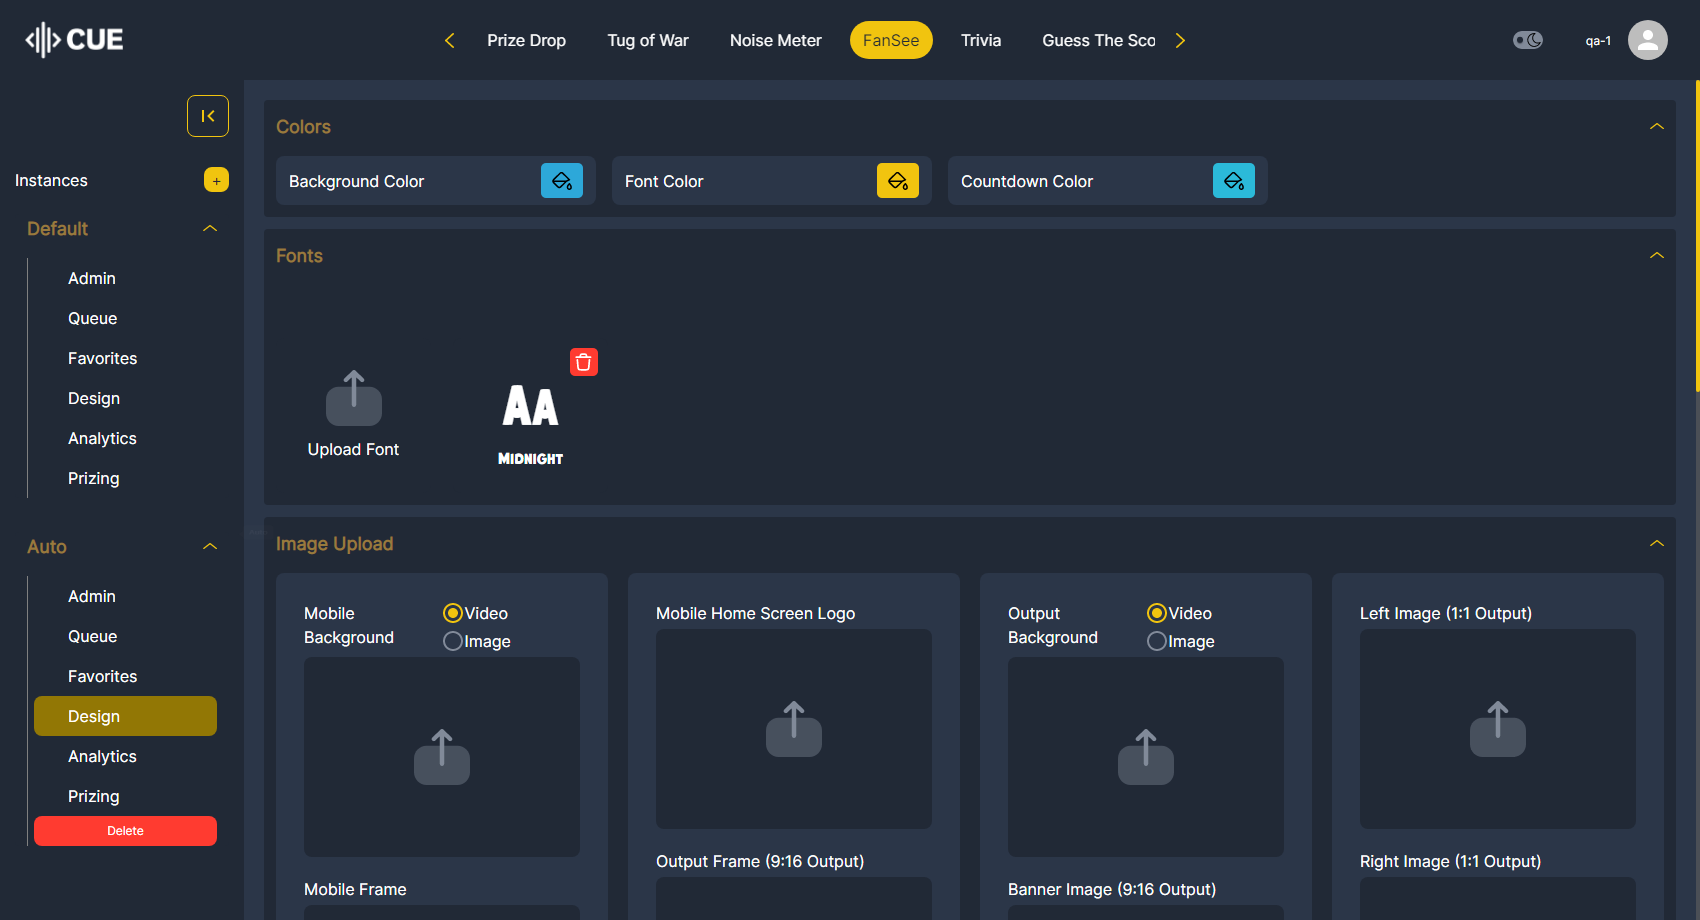 CUE
Prize Drop
Tug of War
Noise Meter
FanSee
Trivia
Guess The Sco
qa-1
Instances
+
Default
Admin
Queue
Favorites
Design
Analytics
Prizing
Auto
Admin
Queue
Favorites
Design
Analytics
Prizing
Delete
Colors
Background Color
Font Color
Countdown Color
Fonts
Upload Font
AA
MIDNIGHT
Image Upload
Mobile
Background
Video
Image
Mobile Frame
Mobile Home Screen Logo
Output Frame (9:16 Output)
Output
Background
Video
Image
Banner Image (9:16 Output)
Left Image (1:1 Output)
Right Image (1:1 Output)